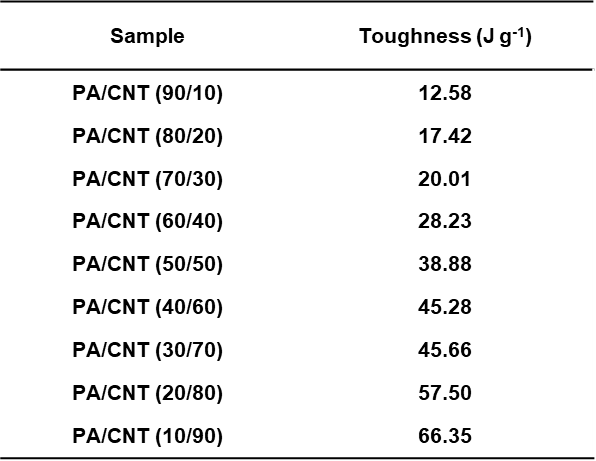 Sample Toughness (J g⁻¹)
PA/CNT (90/10) 12.58
PA/CNT (80/20) 17.42
PA/CNT (70/30) 20.01
PA/CNT (60/40) 28.23
PA/CNT (50/50) 38.88
PA/CNT (40/60) 45.28
PA/CNT (30/70) 45.66
PA/CNT (20/80) 57.50
PA/CNT (10/90) 66.35